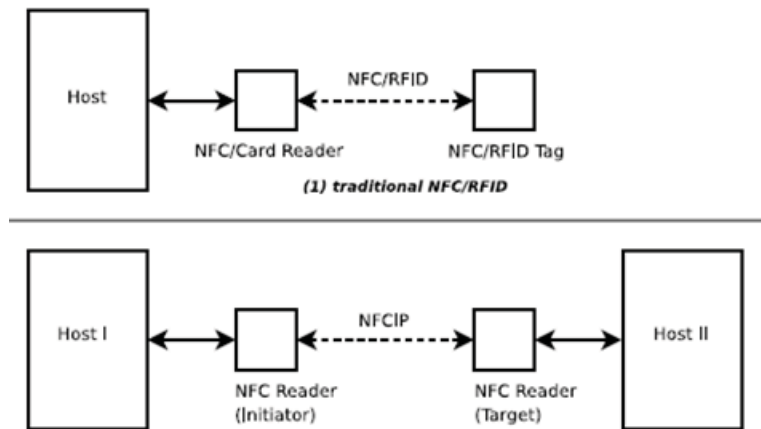 NFC/RFID
Host
NFC/Card Reader
NFC/RFID Tag
(1) traditional NFC/RFID
NFCIP
Host I
Host II
NFC Reader
(Initiator)
NFC Reader
(Target)